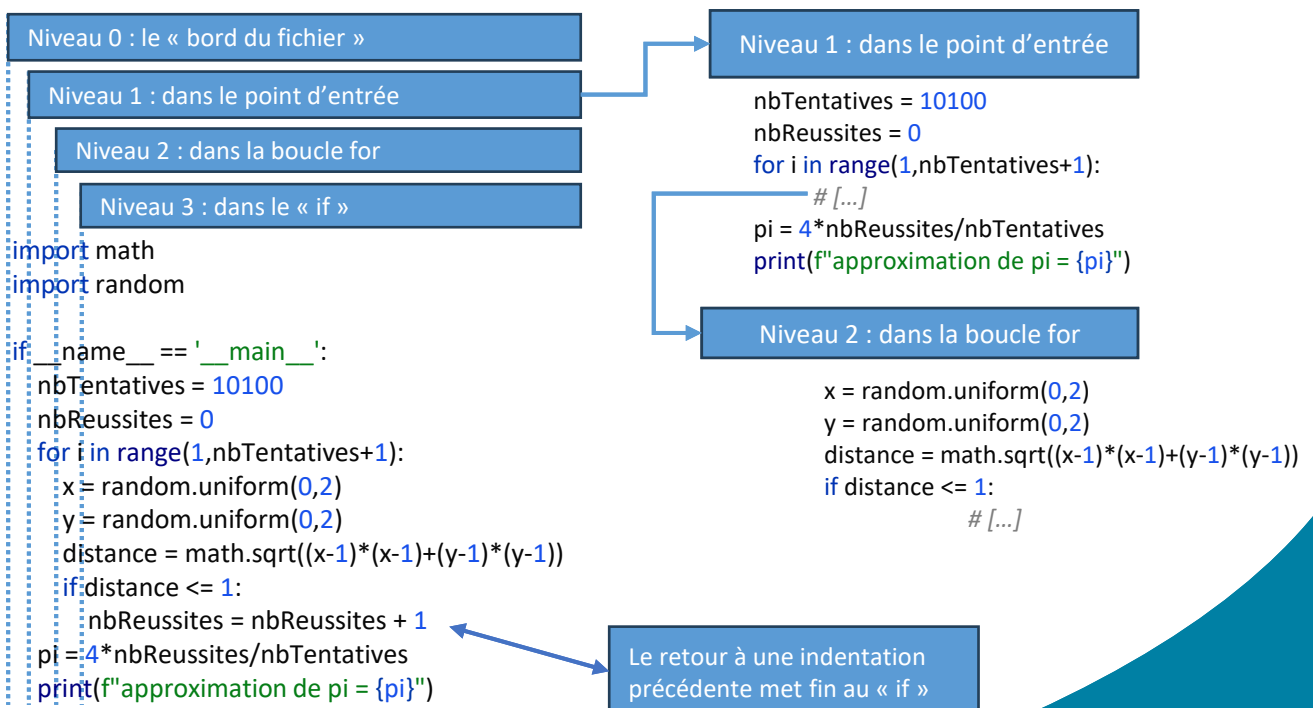 Niveau 0 : le « bord du fichier »
Niveau 1 : dans le point d’entrée
Niveau 2 : dans la boucle for
Niveau 3 : dans le « if »
import math
import random
if __name__ == '__main__':
nbTentatives = 10100
nbReussites = 0
for i in range(1,nbTentatives+1):
x = random.uniform(0,2)
y = random.uniform(0,2)
distance = math.sqrt((x-1)*(x-1)+(y-1)*(y-1))
if distance <= 1:
nbReussites = nbReussites + 1
pi = 4*nbReussites/nbTentatives
print(f"approximation de pi = {pi}")
Niveau 1 : dans le point d’entrée
nbTentatives = 10100
nbReussites = 0
for i in range(1,nbTentatives+1):
# [...]
pi = 4*nbReussites/nbTentatives
print(f"approximation de pi = {pi}")
Niveau 2 : dans la boucle for
x = random.uniform(0,2)
y = random.uniform(0,2)
distance = math.sqrt((x-1)*(x-1)+(y-1)*(y-1))
if distance <= 1:
# [...]
Le retour à une indentation
précédente met fin au « if »